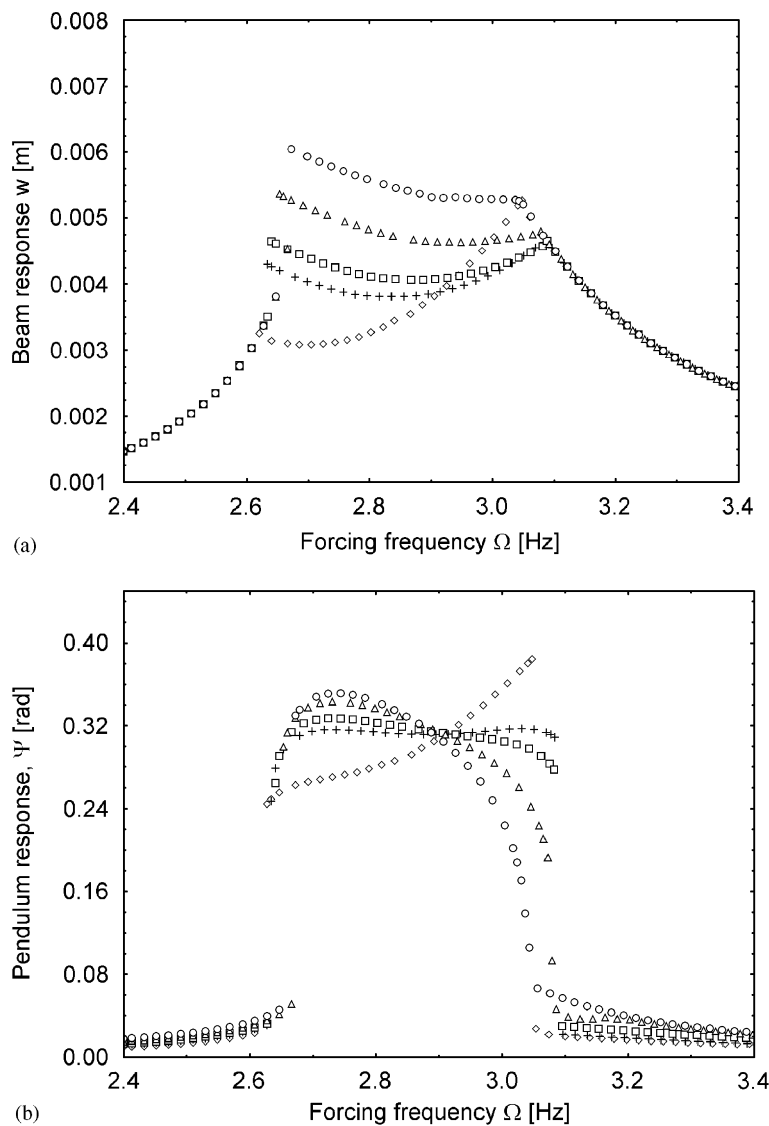 0.008
0.007
0.006
0.005
0.004
0.003
0.002
0.001
Beam response w [m]
2.4 2.6 2.8 3.0 3.2 3.4
(a) Forcing frequency Ω [Hz]
0.40
0.32
0.24
0.16
0.08
0.00
Pendulum response, Ψ [rad]
2.4 2.6 2.8 3.0 3.2 3.4
(b) Forcing frequency Ω [Hz]